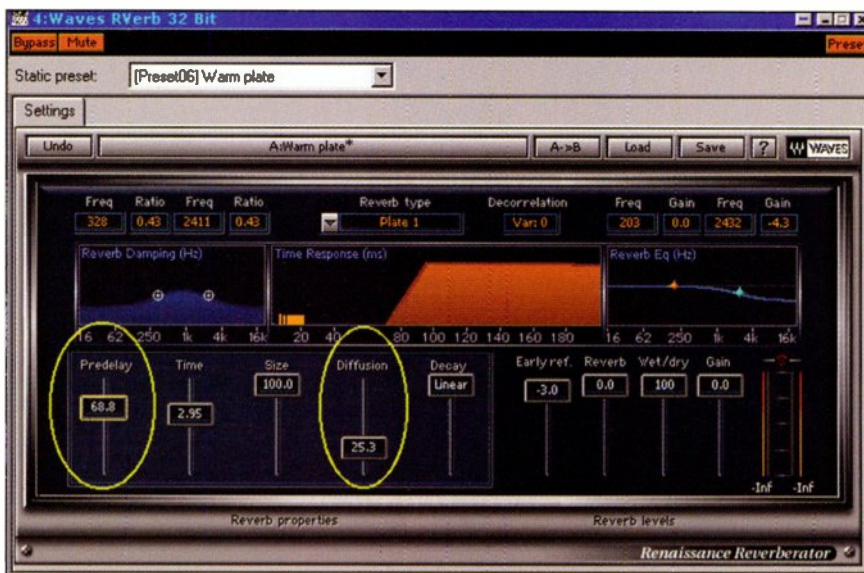 4:Waves RVerb 32 Bit
Bypass Mute Preset
Static preset: [Preset06] Warm plate
Settings
Undo A:Warm plate* A->B Load Save ? WAVES
Freq Ratio Freq Ratio Reverb type Decorrelation Freq Gain Freq Gain
328 0.43 2411 0.43 Plate 1 Var: 0 203 0.0 2432 -4.3
Reverb Damping (Hz) Time Response (ms) Reverb Eq (Hz)
16 62 250 1k 4k 16k 20 40 80 100 120 140 160 180 16 62 250 1k 4k 16k
Predelay Time Size Diffusion Decay Early ref. Reverb Wet/dry Gain
68.8 2.95 100.0 25.3 Linear -3.0 0.0 100 0.0
-Inf -Inf
Reverb properties Reverb levels
Renaissance Reverberator